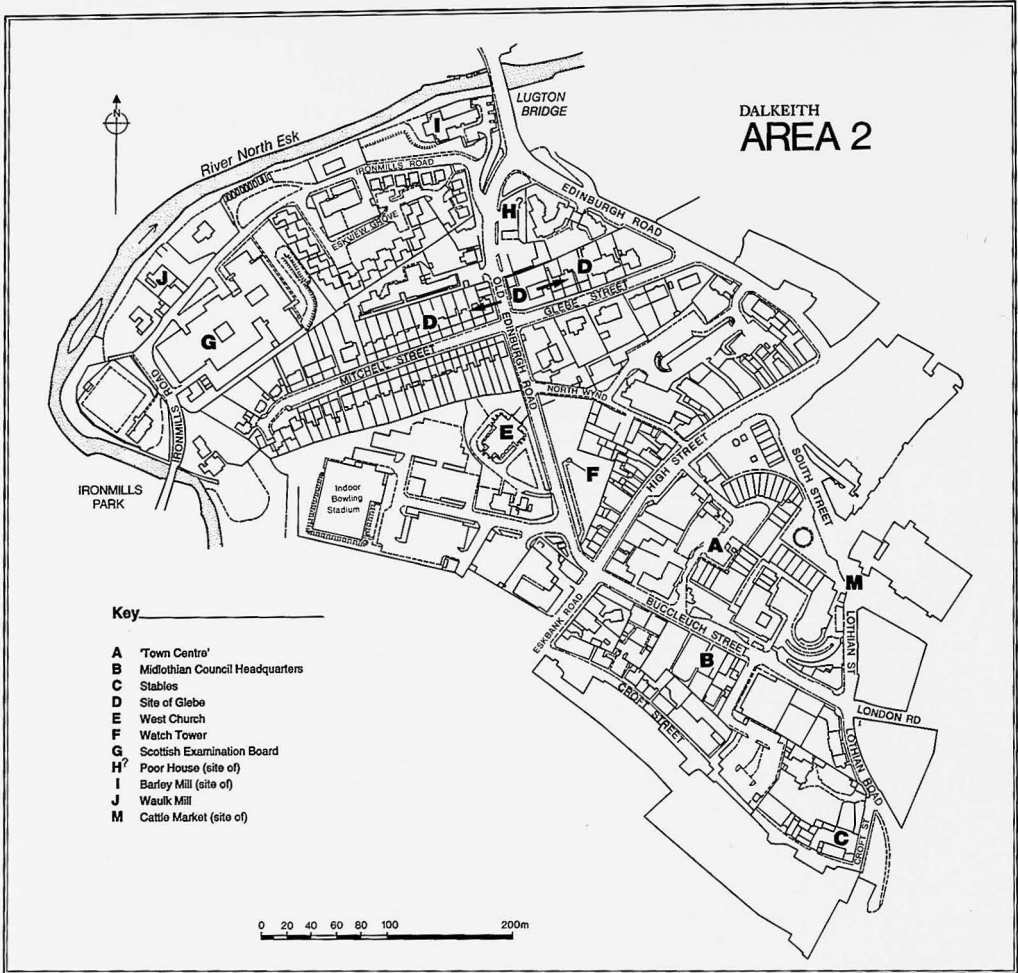 DALKEITH
AREA 2
N
LUGTON
BRIDGE
River North Esk
I
IRONMILLS ROAD
EDINBURGH ROAD
H
ESKVIEW GROVE
J
D
D
OLD EDINBURGH ROAD
GLEBE STREET
D
G
MITCHELL STREET
IRONMILLS ROAD
NORTH WYND
E
HIGH STREET
F
SOUTH STREET
IRONMILLS
PARK
Indoor
Bowling
Stadium
A
M
ESKBANK ROAD
BUCCLEUCH STREET
LOTHIAN ST
B
CROFT STREET
LONDON RD
LOTHIAN ROAD
C
CROFT ST
Key
A 'Town Centre'
B Midlothian Council Headquarters
C Stables
D Site of Glebe
E West Church
F Watch Tower
G Scottish Examination Board
H? Poor House (site of)
I Barley Mill (site of)
J Waulk Mill
M Cattle Market (site of)
0 20 40 60 80 100 200m